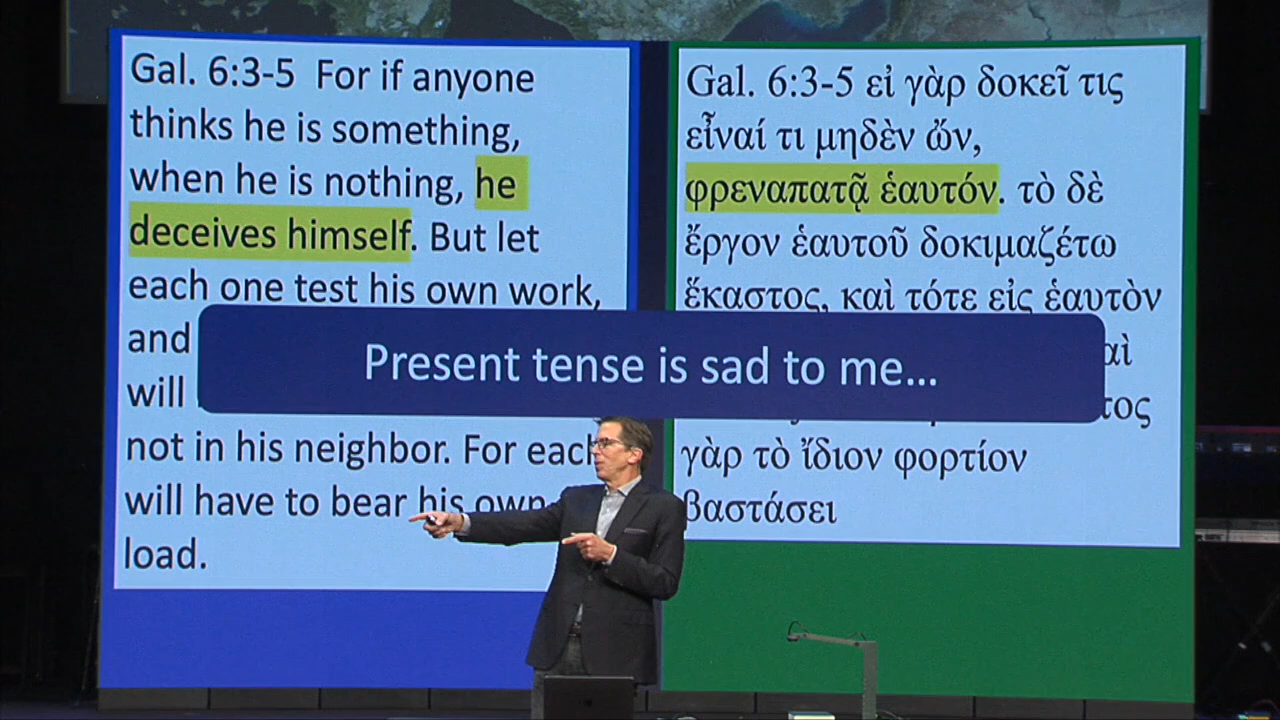 Gal. 6:3-5 For if anyone
thinks he is something,
when he is nothing, he
deceives himself. But let
each one test his own work,
and
will
not in his neighbor. For each
will have to bear his own
load.
Gal. 6:3-5 εἰ γὰρ δοκεῖ τις
εἶναί τι μηδὲν ὤν,
φρεναπατᾷ ἑαυτόν. τὸ δὲ
ἔργον ἑαυτοῦ δοκιμαζέτω
ἕκαστος, καὶ τότε εἰς ἑαυτὸν
γὰρ τὸ ἴδιον φορτίον
βαστάσει
Present tense is sad to me...